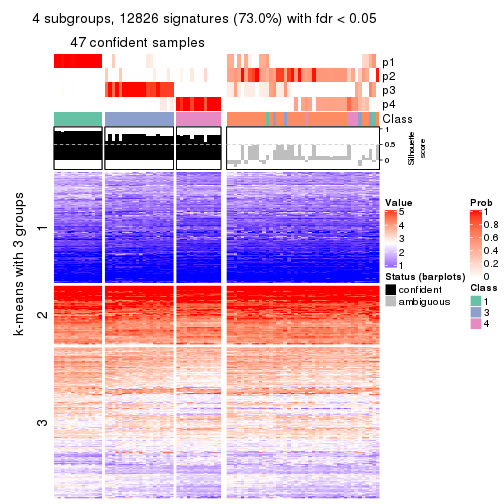 4 subgroups, 12826 signatures (73.0%) with fdr < 0.05
47 confident samples
p1
p2
p3
p4
Class
1
0.5
0
Silhouette
score
k-means with 3 groups
1
2
3
Value
5
4
3
2
1
Status (barplots)
confident
ambiguous
Prob
1
0.8
0.6
0.4
0.2
0
Class
1
3
4